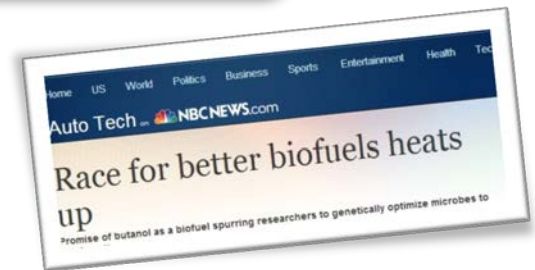 Home US World Politics Business Sports Entertainment Health
Auto Tech on NBCNEWS.com
Race for better biofuels heats
up
Promise of butanol as a biofuel spurring researchers to genetically optimize microbes to